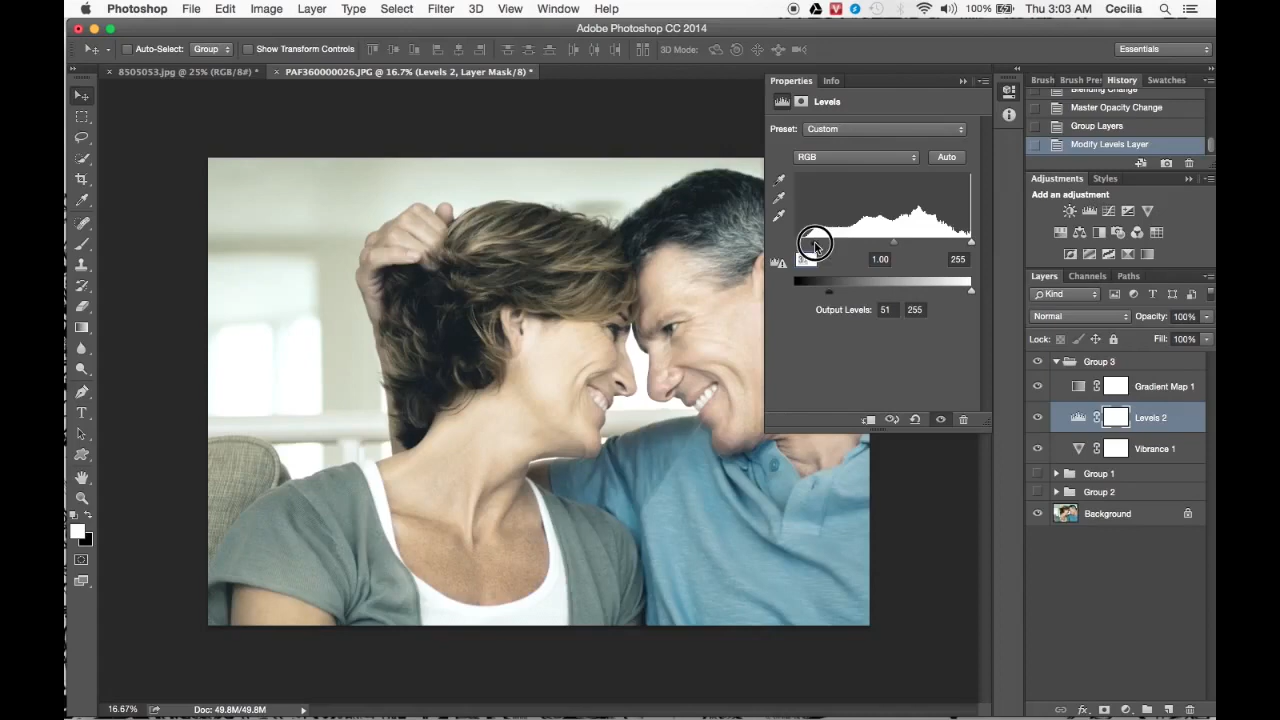 Photoshop File Edit Image Layer Type Select Filter 3D View Window Help 100% Thu 3:03 AM Cecilia
Adobe Photoshop CC 2014
Auto-Select: Group Show Transform Controls 3D Mode: Essentials
8505053.jpg @ 25% (RGB/8#) * PAF360000026.JPG @ 16.7% (Levels 2, Layer Mask/8) *
Properties Info
Brush Brush Pre: History Swatches
Blending Change
Levels
Master Opacity Change
Preset: Custom
Group Layers
RGB Auto
Modify Levels Layer
Adjustments Styles
Add an adjustment
1.00 255
Layers Channels Paths
Kind
Output Levels: 51 255
Normal Opacity: 100%
Lock: Fill: 100%
Group 3
Gradient Map 1
Levels 2
Vibrance 1
Group 1
Group 2
Background
16.67% Doc: 49.8M/49.8M
fx